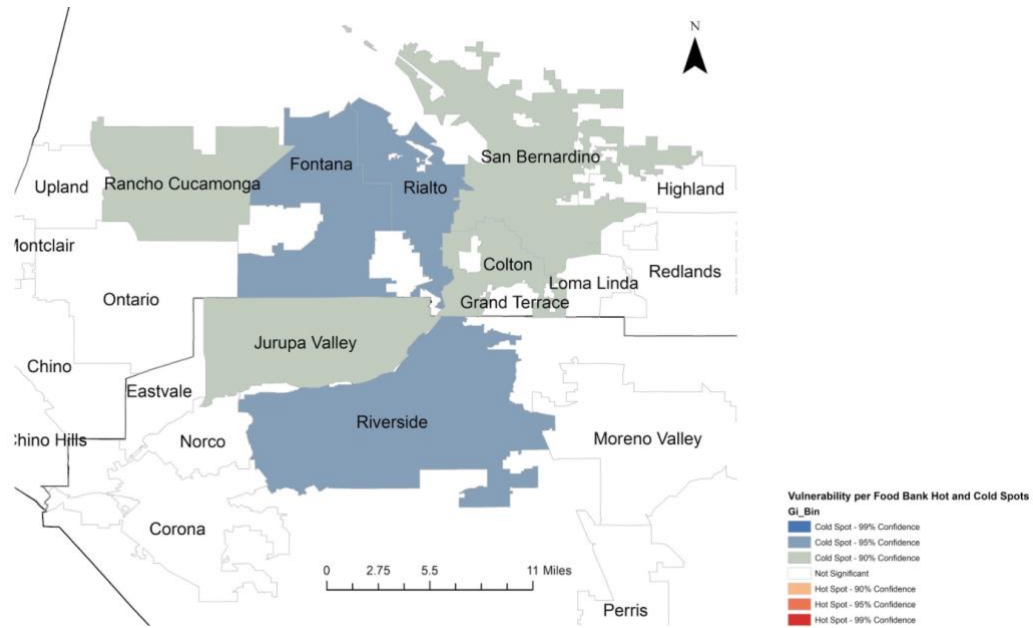 N
San Bernardino
Fontana
Upland
Rancho Cucamonga
Rialto
Highland
Montclair
Colton
Redlands
Loma Linda
Ontario
Grand Terrace
Jurupa Valley
Chino
Eastvale
Riverside
Chino Hills
Norco
Moreno Valley
Corona
0 2.75 5.5 11 Miles
Perris
Vulnerability per Food Bank Hot and Cold Spots
Gi_Bin
Cold Spot - 99% Confidence
Cold Spot - 95% Confidence
Cold Spot - 90% Confidence
Not Significant
Hot Spot - 90% Confidence
Hot Spot - 95% Confidence
Hot Spot - 99% Confidence